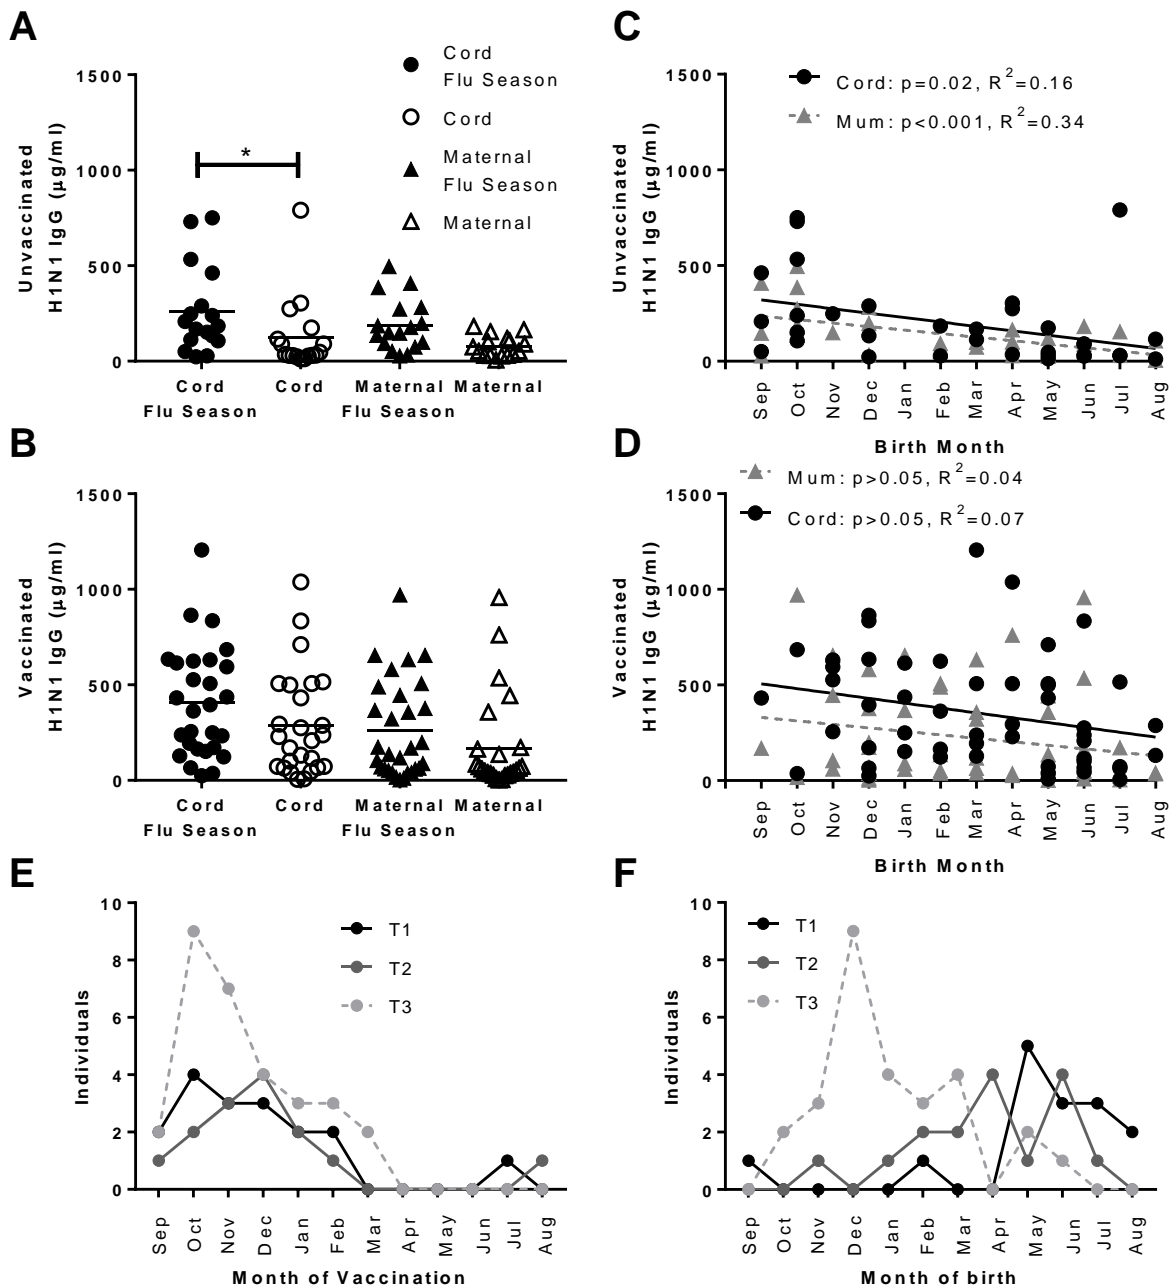 A
Unvaccinated
H1N1 IgG (μg/ml)
1500
1000
500
0
*
Cord
Flu Season
Cord
Maternal
Flu Season
Maternal
Cord
Flu Season
Cord
Maternal
Flu Season
Maternal
C
Unvaccinated
H1N1 IgG (μg/ml)
1500
1000
500
0
Cord: p=0.02, R²=0.16
Mum: p<0.001, R²=0.34
Sep
Oct
Nov
Dec
Jan
Feb
Mar
Apr
May
Jun
Jul
Aug
Birth Month
B
Vaccinated
H1N1 IgG (μg/ml)
1500
1000
500
0
Cord
Flu Season
Cord
Maternal
Flu Season
Maternal
D
Vaccinated
H1N1 IgG (μg/ml)
1500
1000
500
0
Mum: p>0.05, R²=0.04
Cord: p>0.05, R²=0.07
Sep
Oct
Nov
Dec
Jan
Feb
Mar
Apr
May
Jun
Jul
Aug
Birth Month
E
Individuals
10
8
6
4
2
0
T1
T2
T3
Sep
Oct
Nov
Dec
Jan
Feb
Mar
Apr
May
Jun
Jul
Aug
Month of Vaccination
F
Individuals
10
8
6
4
2
0
T1
T2
T3
Sep
Oct
Nov
Dec
Jan
Feb
Mar
Apr
May
Jun
Jul
Aug
Month of birth